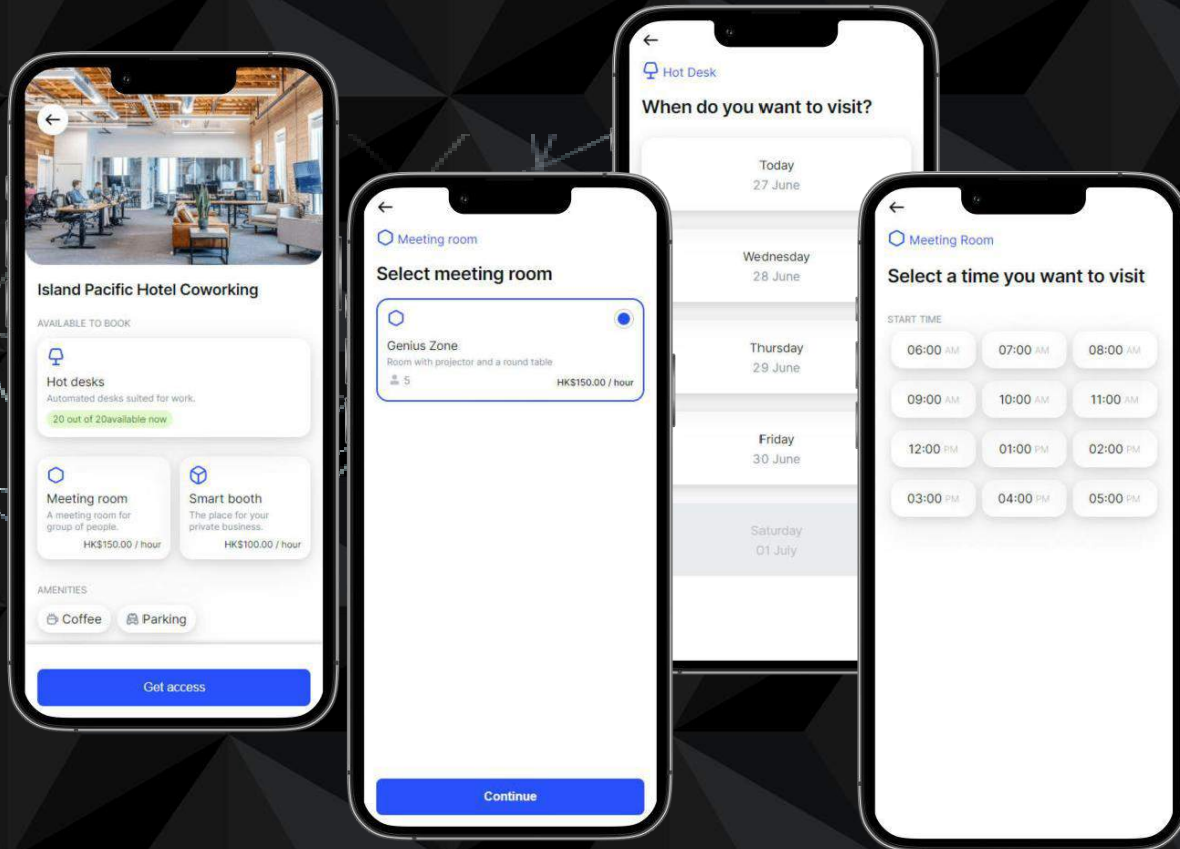 Island Pacific Hotel Coworking
AVAILABLE TO BOOK
Hot desks
Automated desks suited for work.
20 out of 20available now
Meeting room
A meeting room for
group of people.
HK$150.00 / hour
Smart booth
The place for your
private business.
HK$100.00 / hour
AMENITIES
Coffee
Parking
Get access
Meeting room
Select meeting room
Genius Zone
Room with projector and a round table
5
HK$150.00 / hour
Continue
Hot Desk
When do you want to visit?
Today
27 June
Wednesday
28 June
Thursday
29 June
Friday
30 June
Saturday
01 July
Meeting Room
Select a time you want to visit
START TIME
06:00 AM 07:00 AM 08:00 AM
09:00 AM 10:00 AM 11:00 AM
12:00 PM 01:00 PM 02:00 PM
03:00 PM 04:00 PM 05:00 PM